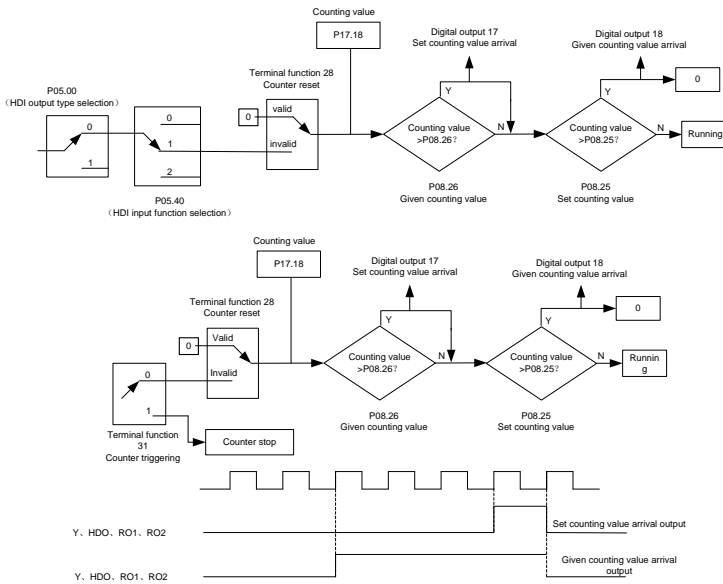 Counting value
P17.18
Digital output 17
Set counting value arrival
Digital output 18
Given counting value arrival
Terminal function 28
Counter reset
P05.00
（HDI output type selection）
0
1
0
1
2
P05.40
（HDI input function selection）
0
valid
invalid
Counting value
>P08.26?
Y
N
P08.26
Given counting value
Counting value
>P08.25?
Y
N
0
Running
P08.25
Set counting value
Counting value
P17.18
Digital output 17
Set counting value arrival
Digital output 18
Given counting value arrival
Terminal function 28
Counter reset
0
Valid
Invalid
0
1
Terminal function
31
Counter triggering
Counter stop
Counting value
>P08.26?
Y
N
P08.26
Given counting value
Counting value
>P08.25?
Y
N
0
Runnin
g
P08.25
Set counting value
Y、HDO、RO1、RO2
Set counting value arrival output
Y、HDO、RO1、RO2
Given counting value arrival
output